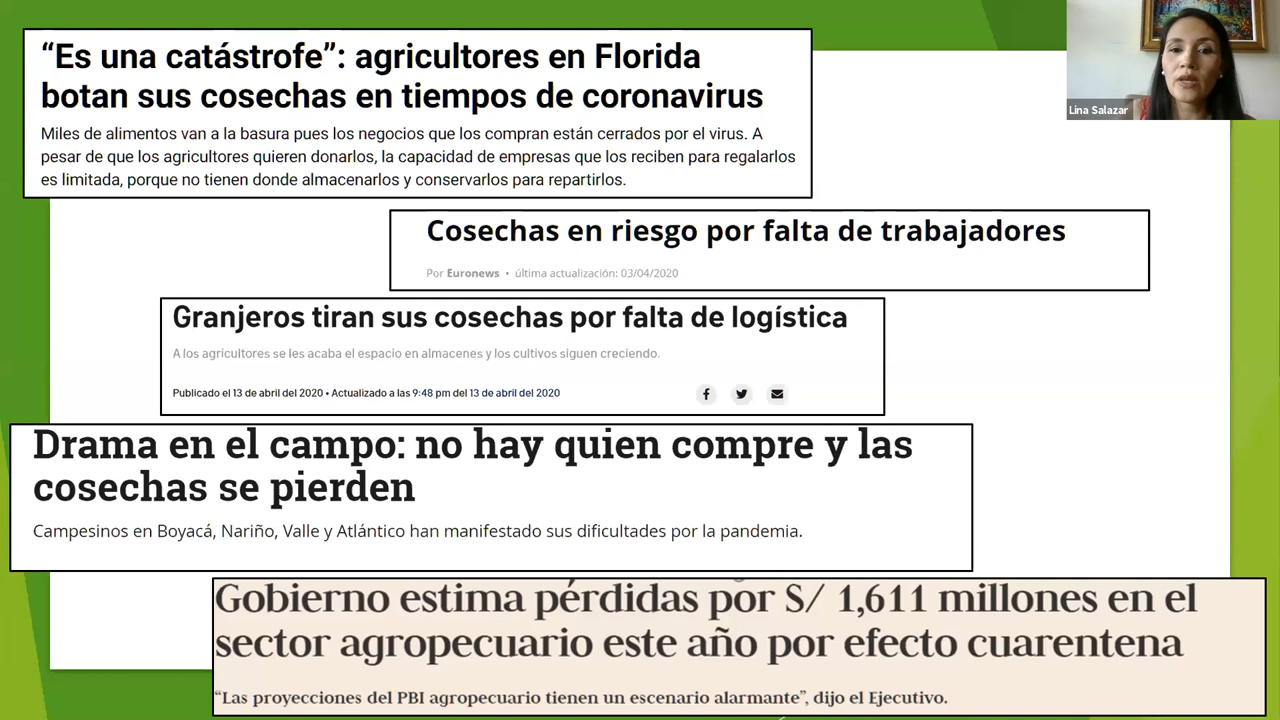 “Es una catástrofe”: agricultores en Florida
botan sus cosechas en tiempos de coronavirus
Miles de alimentos van a la basura pues los negocios que los compran están cerrados por el virus. A
pesar de que los agricultores quieren donarlos, la capacidad de empresas que los reciben para regalarlos
es limitada, porque no tienen donde almacenarlos y conservarlos para repartirlos.
Lina Salazar
Cosechas en riesgo por falta de trabajadores
Por Euronews • última actualización: 03/04/2020
Granjeros tiran sus cosechas por falta de logística
A los agricultores se les acaba el espacio en almacenes y los cultivos siguen creciendo.
Publicado el 13 de abril del 2020 • Actualizado a las 9:48 pm del 13 de abril del 2020
Drama en el campo: no hay quien compre y las
cosechas se pierden
Campesinos en Boyacá, Nariño, Valle y Atlántico han manifestado sus dificultades por la pandemia.
Gobierno estima pérdidas por S/ 1,611 millones en el
sector agropecuario este año por efecto cuarentena
“Las proyecciones del PBI agropecuario tienen un escenario alarmante”, dijo el Ejecutivo.